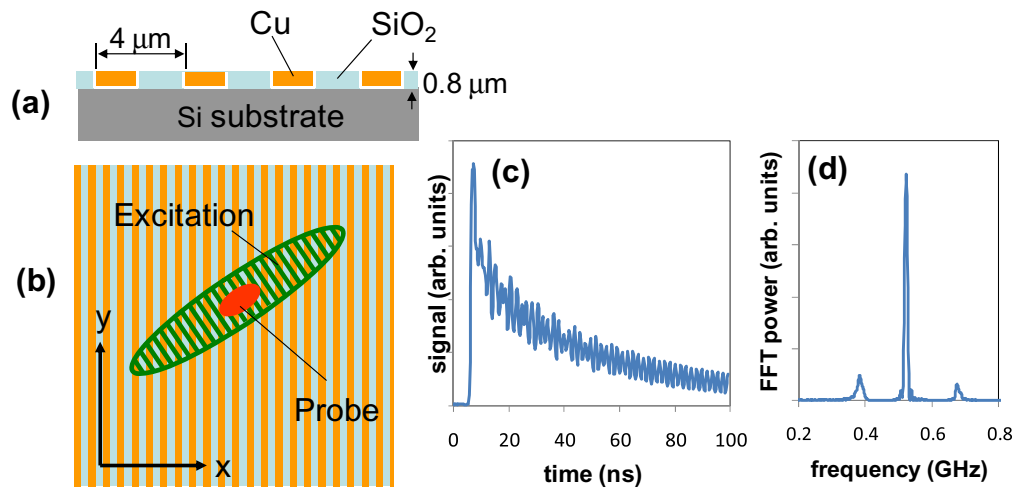 (a)
4 μm
Cu
SiO₂
0.8 μm
Si substrate
(b)
Excitation
Probe
y
x
(c)
signal (arb. units)
0 20 40 60 80 100
time (ns)
(d)
FFT power (arb. units)
0.2 0.4 0.6 0.8
frequency (GHz)